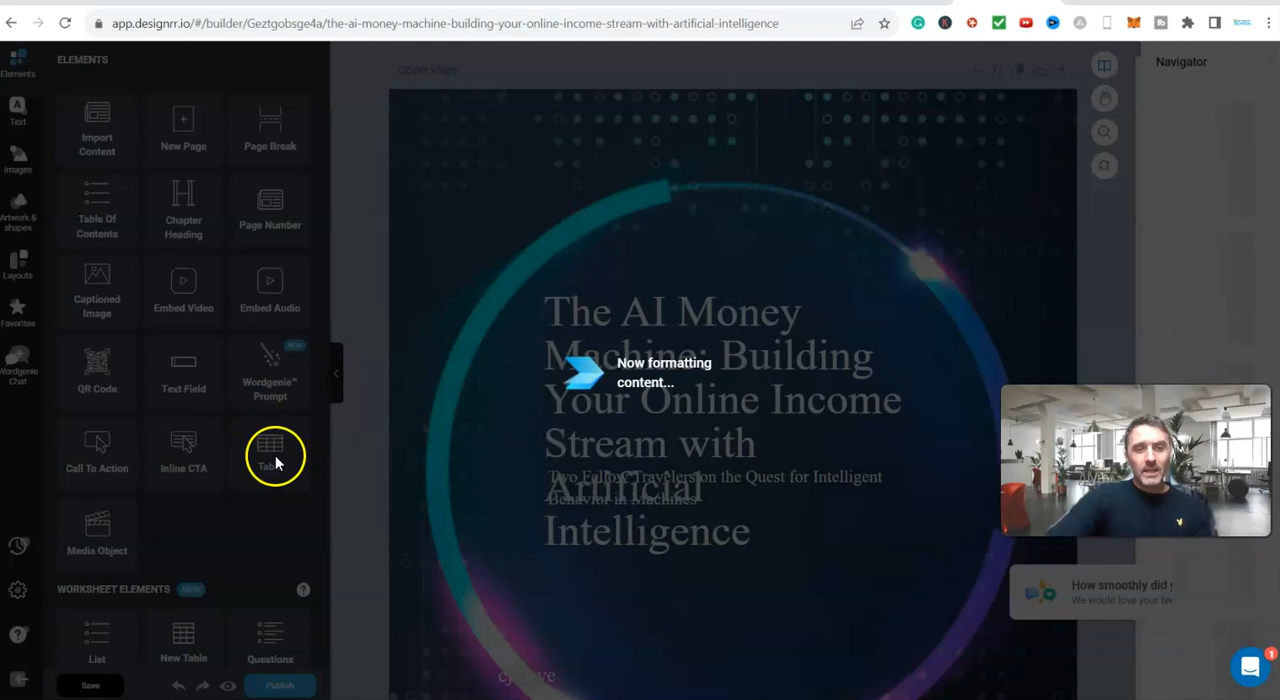 app.designrr.io/#/builder/Geztgobsge4a/the-ai-money-machine-building-your-online-income-stream-with-artificial-intelligence
Elements
Text
Images
Artwork &
shapes
Layouts
Favorites
Wordgenie
Chat
ELEMENTS
Import
Content
New Page
Page Break
Table Of
Contents
Chapter
Heading
Page Number
Captioned
Image
Embed Video
Embed Audio
QR Code
Text Field
NEW
Wordgenie™
Prompt
Call To Action
Inline CTA
Media Object
WORKSHEET ELEMENTS NEW ?
List
New Table
Questions
Save
Publish
Cover Page
The AI Money
Machine: Building
Your Online Income
Stream with
Artificial
Intelligence
Two Fellow Travelers on the Quest for Intelligent
Behavior in Machines
Now formatting
content...
Navigator
How smoothly did
We would love your
1